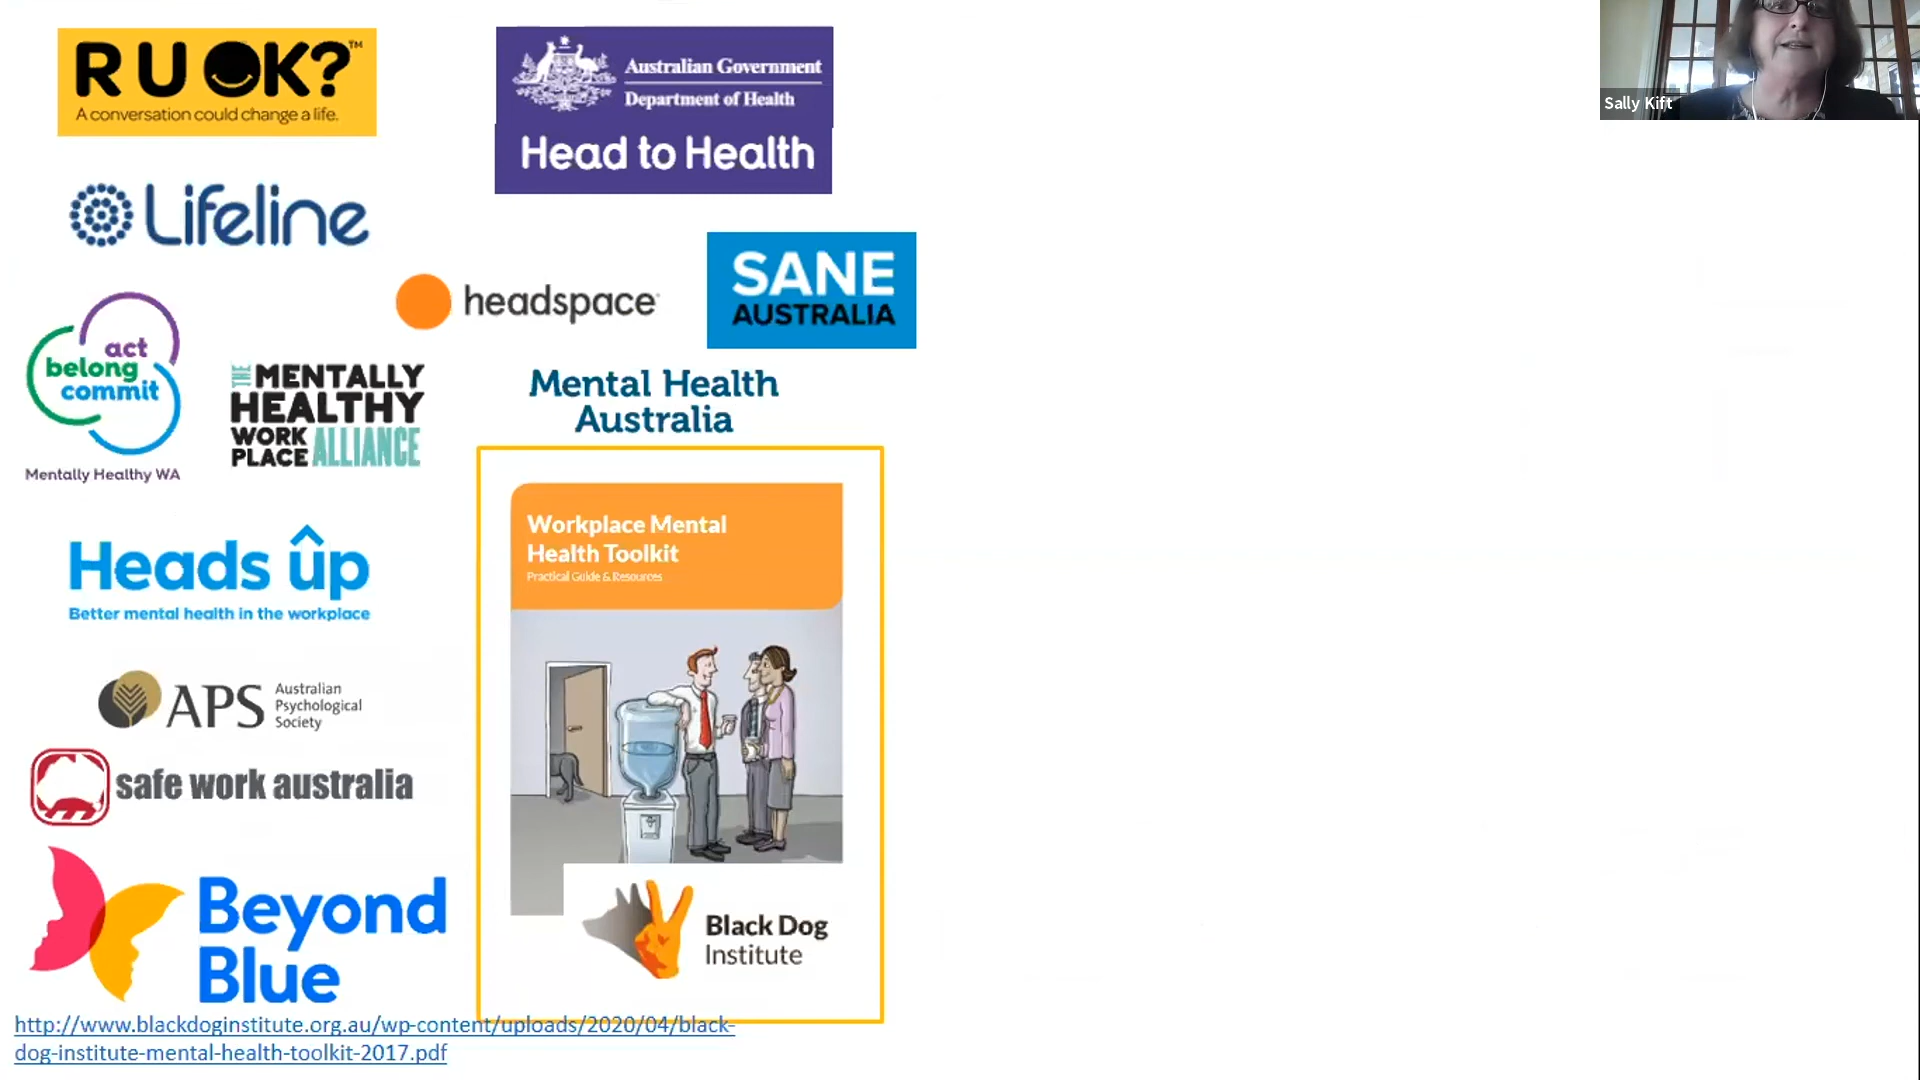 RUOK?™
A conversation could change a life.
Australian Government
Department of Health
Head to Health
Sally Kift
Lifeline
headspace
SANE
AUSTRALIA
act
belong
commit
Mentally Healthy WA
THE MENTALLY
HEALTHY
WORK
PLACE ALLIANCE
Mental Health
Australia
Workplace Mental
Health Toolkit
Practical Guide & Resources
Heads up
Better mental health in the workplace
APS Australian
Psychological
Society
safe work australia
Beyond
Blue
Black Dog
Institute
http://www.blackdoginstitute.org.au/wp-content/uploads/2020/04/black-
dog-institute-mental-health-toolkit-2017.pdf